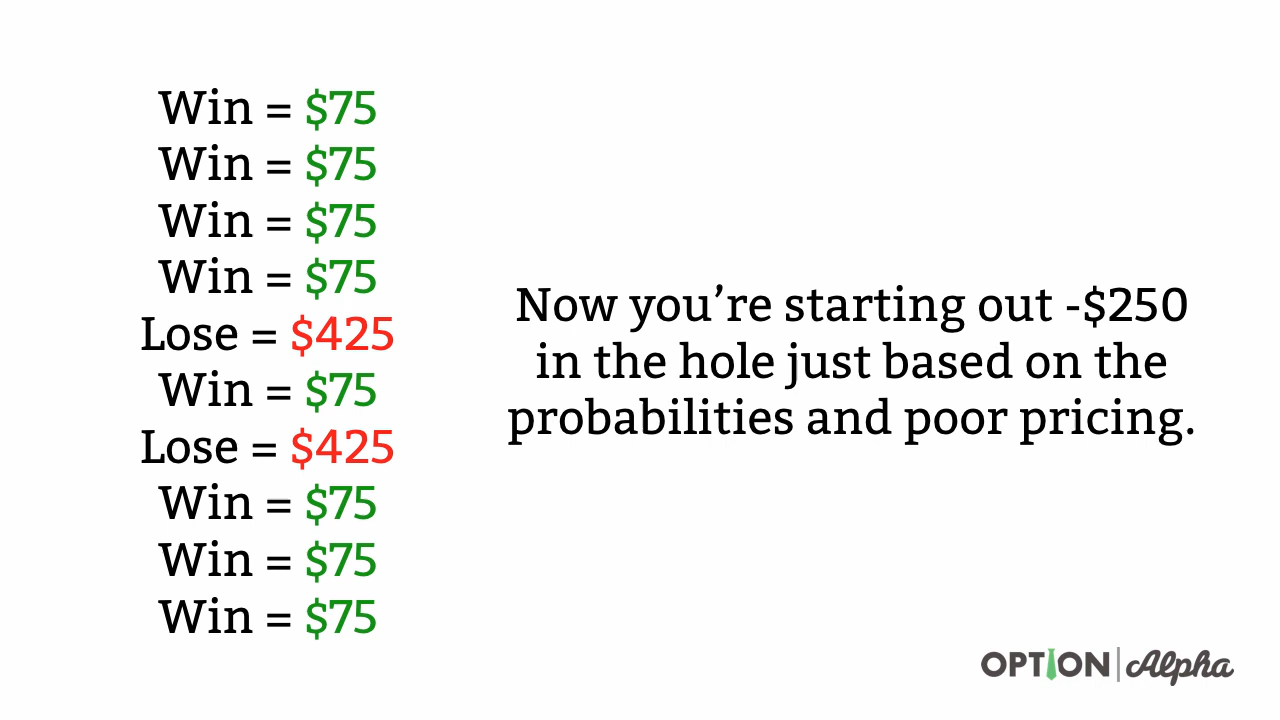 Win = $75
Win = $75
Win = $75
Win = $75
Lose = $425
Win = $75
Lose = $425
Win = $75
Win = $75
Win = $75
Now you’re starting out -$250
in the hole just based on the
probabilities and poor pricing.
OPTION | Alpha